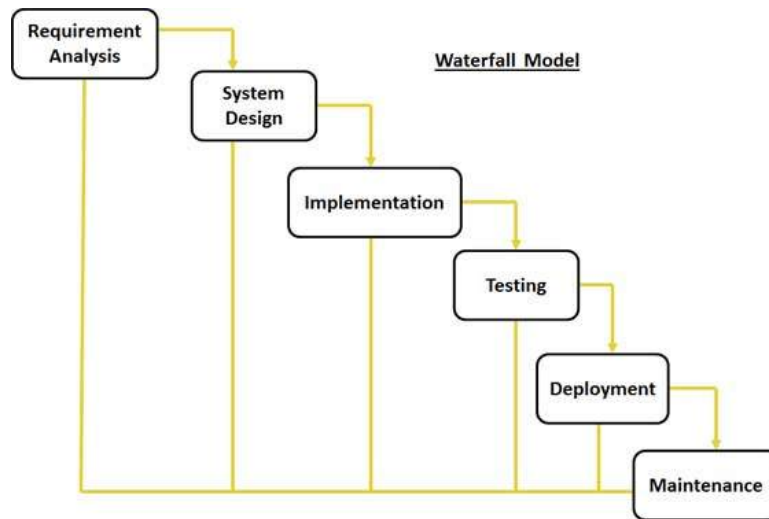 Requirement
Analysis
Waterfall Model
System
Design
Implementation
Testing
Deployment
Maintenance